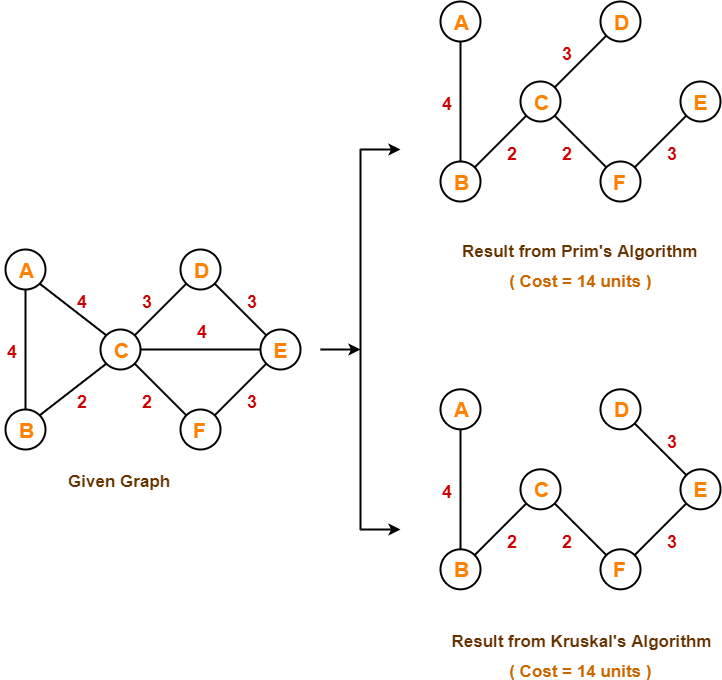 A
D
3
4
C
E
2
2
3
B
F
Result from Prim's Algorithm
( Cost = 14 units )
A
D
4
3
3
4
4
C
E
2
2
3
B
F
Given Graph
A
D
3
4
C
E
2
2
3
B
F
Result from Kruskal's Algorithm
( Cost = 14 units )